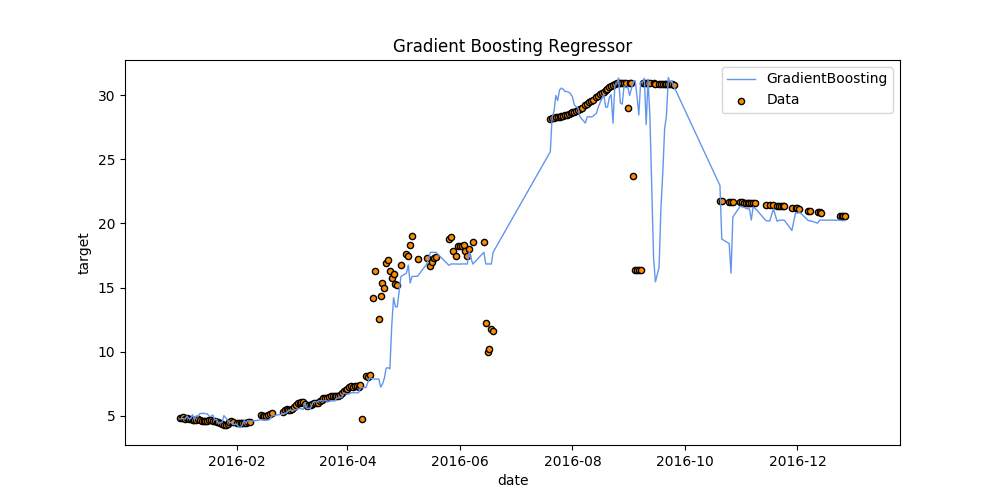 Gradient Boosting Regressor
GradientBoosting
Data
target
30
25
20
15
10
5
2016-02 2016-04 2016-06 2016-08 2016-10 2016-12
date